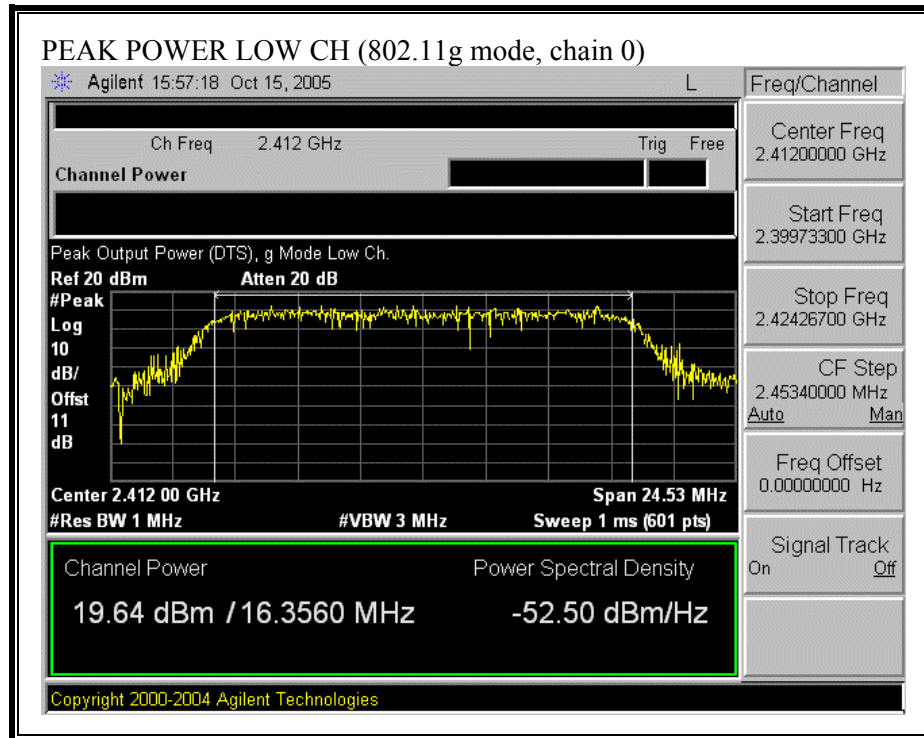 PEAK POWER LOW CH (802.11g mode, chain 0)
Agilent 15:57:18 Oct 15, 2005 L
Freq/Channel
Ch Freq 2.412 GHz Trig Free
Channel Power
Center Freq
2.41200000 GHz
Start Freq
2.39973300 GHz
Stop Freq
2.42426700 GHz
CF Step
2.45340000 MHz
Auto Man
Freq Offset
0.00000000 Hz
Signal Track
On Off
Peak Output Power (DTS), g Mode Low Ch.
Ref 20 dBm Atten 20 dB
#Peak
Log
10
dB/
Offst
11
dB
Center 2.412 00 GHz Span 24.53 MHz
#Res BW 1 MHz #VBW 3 MHz Sweep 1 ms (601 pts)
Channel Power Power Spectral Density
19.64 dBm / 16.3560 MHz -52.50 dBm/Hz
Copyright 2000-2004 Agilent Technologies